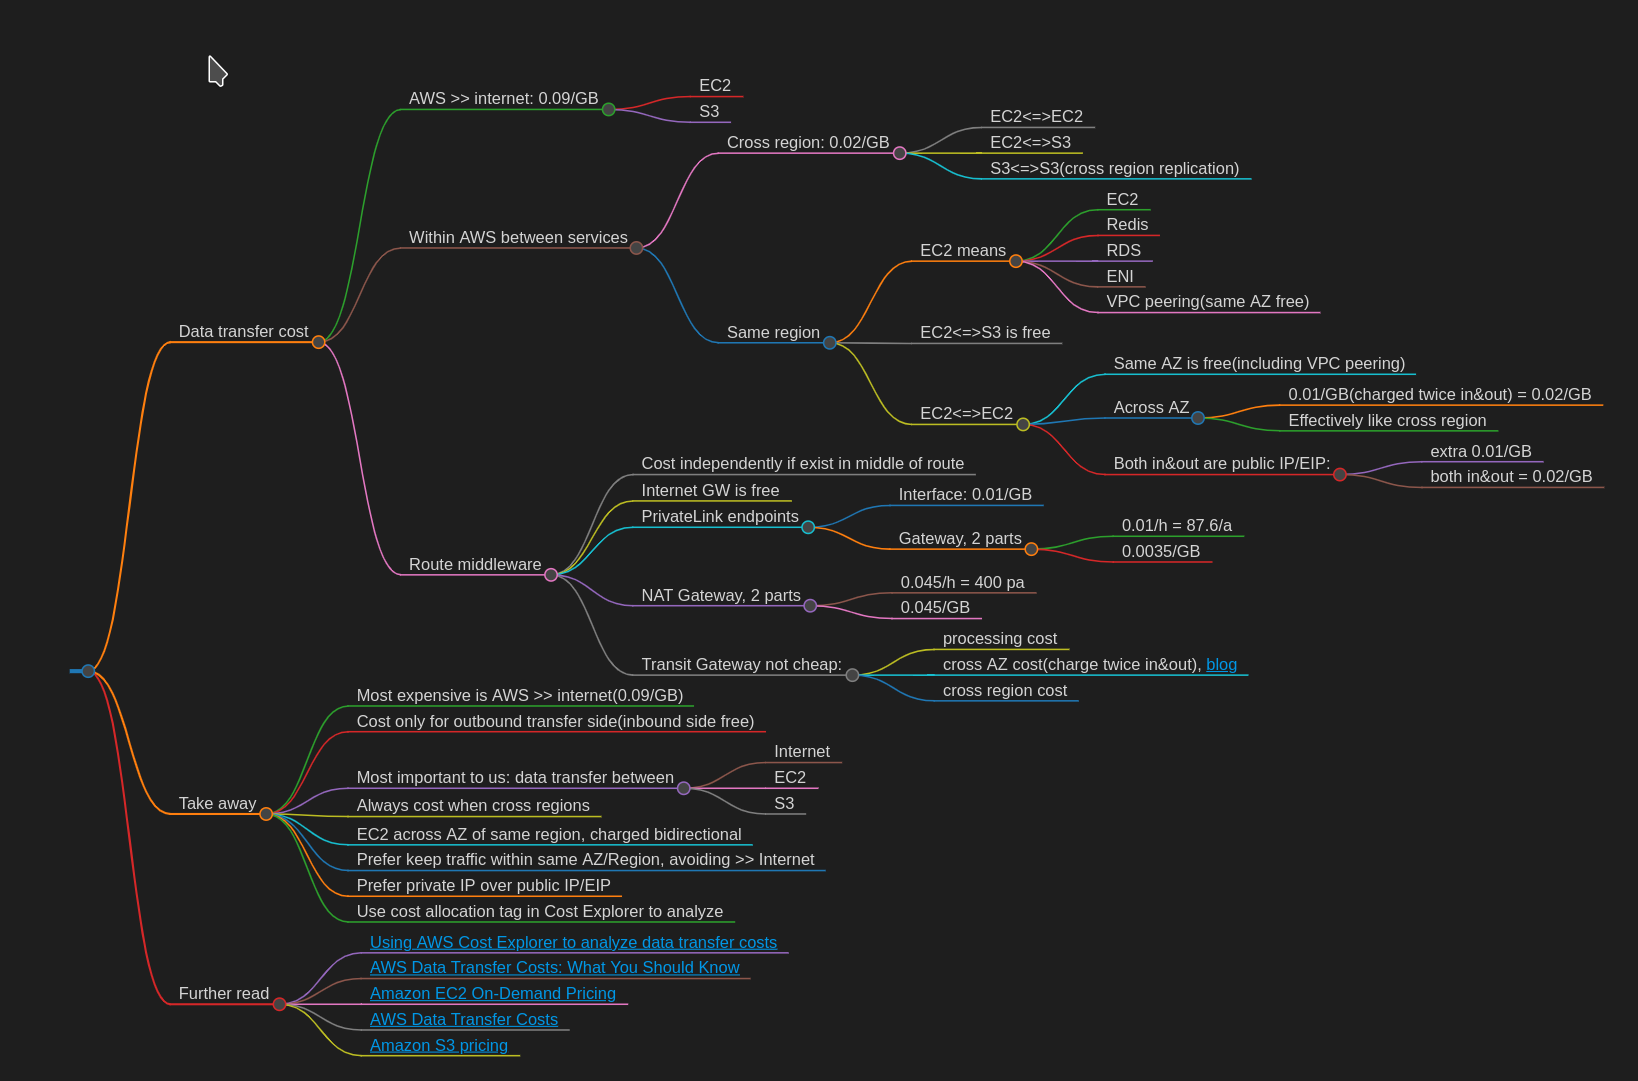 Data transfer cost
AWS >> internet: 0.09/GB
EC2
S3
Within AWS between services
Cross region: 0.02/GB
EC2<=>EC2
EC2<=>S3
S3<=>S3(cross region replication)
Same region
EC2 means
EC2
Redis
RDS
ENI
VPC peering(same AZ free)
EC2<=>S3 is free
EC2<=>EC2
Same AZ is free(including VPC peering)
Across AZ
0.01/GB(charged twice in&out) = 0.02/GB
Effectively like cross region
Both in&out are public IP/EIP:
extra 0.01/GB
both in&out = 0.02/GB
Route middleware
Cost independently if exist in middle of route
Internet GW is free
PrivateLink endpoints
Interface: 0.01/GB
Gateway, 2 parts
0.01/h = 87.6/a
0.0035/GB
NAT Gateway, 2 parts
0.045/h = 400 pa
0.045/GB
Transit Gateway not cheap:
processing cost
cross AZ cost(charge twice in&out), blog
cross region cost
Take away
Most expensive is AWS >> internet(0.09/GB)
Cost only for outbound transfer side(inbound side free)
Most important to us: data transfer between
Internet
EC2
S3
Always cost when cross regions
EC2 across AZ of same region, charged bidirectional
Prefer keep traffic within same AZ/Region, avoiding >> Internet
Prefer private IP over public IP/EIP
Use cost allocation tag in Cost Explorer to analyze
Further read
Using AWS Cost Explorer to analyze data transfer costs
AWS Data Transfer Costs: What You Should Know
Amazon EC2 On-Demand Pricing
AWS Data Transfer Costs
Amazon S3 pricing